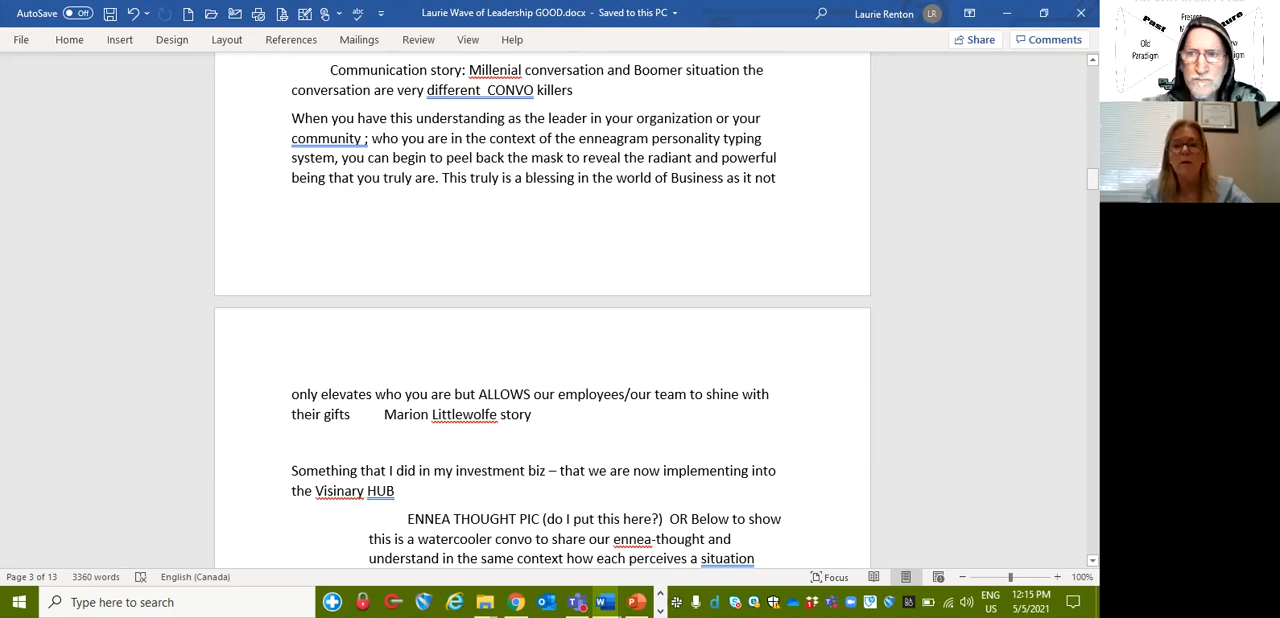 AutoSave Off Laurie Wave of Leadership GOOD.docx - Saved to this PC Laurie Renton LR
File Home Insert Design Layout References Mailings Review View Help Share Comments
Communication story: Millenial conversation and Boomer situation the
conversation are very different CONVO killers
When you have this understanding as the leader in your organization or your
community ; who you are in the context of the enneagram personality typing
system, you can begin to peel back the mask to reveal the radiant and powerful
being that you truly are. This truly is a blessing in the world of Business as it not
only elevates who you are but ALLOWS our employees/our team to shine with
their gifts Marion Littlewolfe story
Something that I did in my investment biz – that we are now implementing into
the Visinary HUB
ENNEA THOUGHT PIC (do I put this here?) OR Below to show
this is a watercooler convo to share our ennea-thought and
understand in the same context how each perceives a situation
Page 3 of 13 3360 words English (Canada) Focus 100%
Type here to search
ENG
US
12:15 PM
5/5/2021
Past
Present
Old
Paradigm